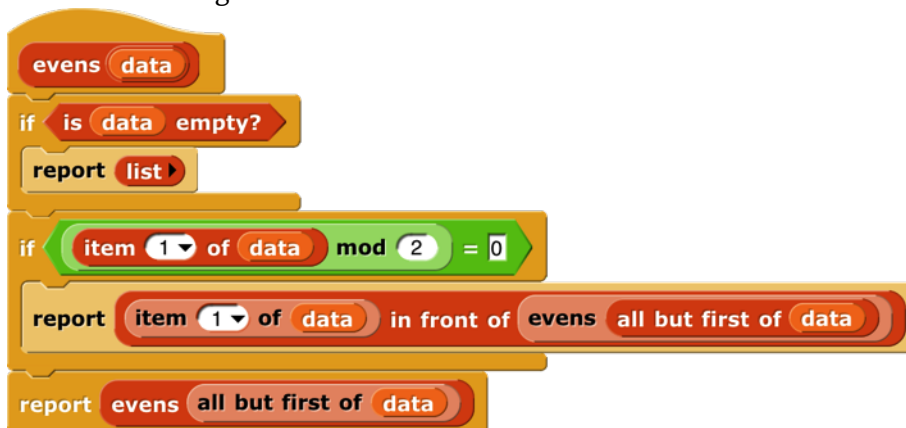 evens data
if is data empty?
report list
if item 1 of data mod 2 = 0
report item 1 of data in front of evens all but first of data
report evens all but first of data